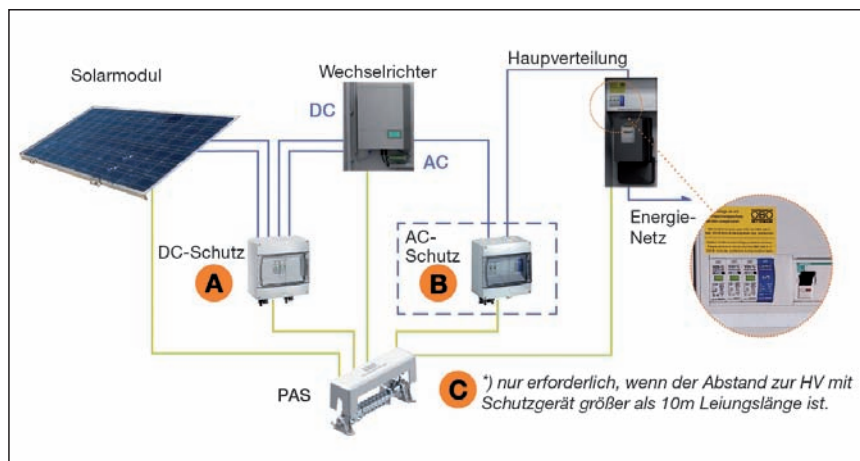 Solarmodul
Wechselrichter
Haupverteilung
DC
AC
Energie-
Netz
DC-Schutz
A
AC-
Schutz
B
PAS
C *) nur erforderlich, wenn der Abstand zur HV mit
Schutzgerät größer als 10m Leiungslänge ist.
OBO